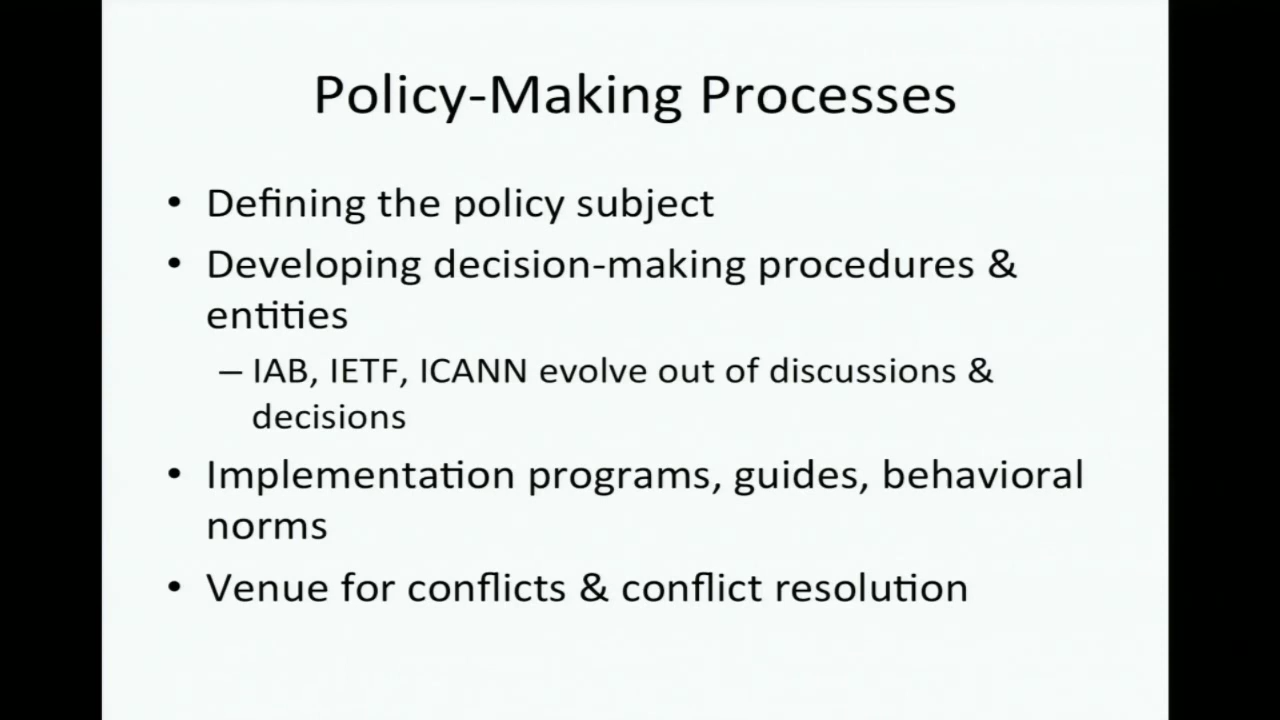 Policy-Making Processes
• Defining the policy subject
• Developing decision-making procedures &
entities
– IAB, IETF, ICANN evolve out of discussions &
decisions
• Implementation programs, guides, behavioral
norms
• Venue for conflicts & conflict resolution